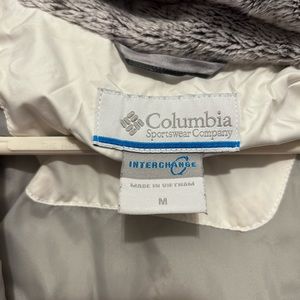 Columbia
Sportswear Company
INTERCHANGE
MADE IN VIETNAM
M